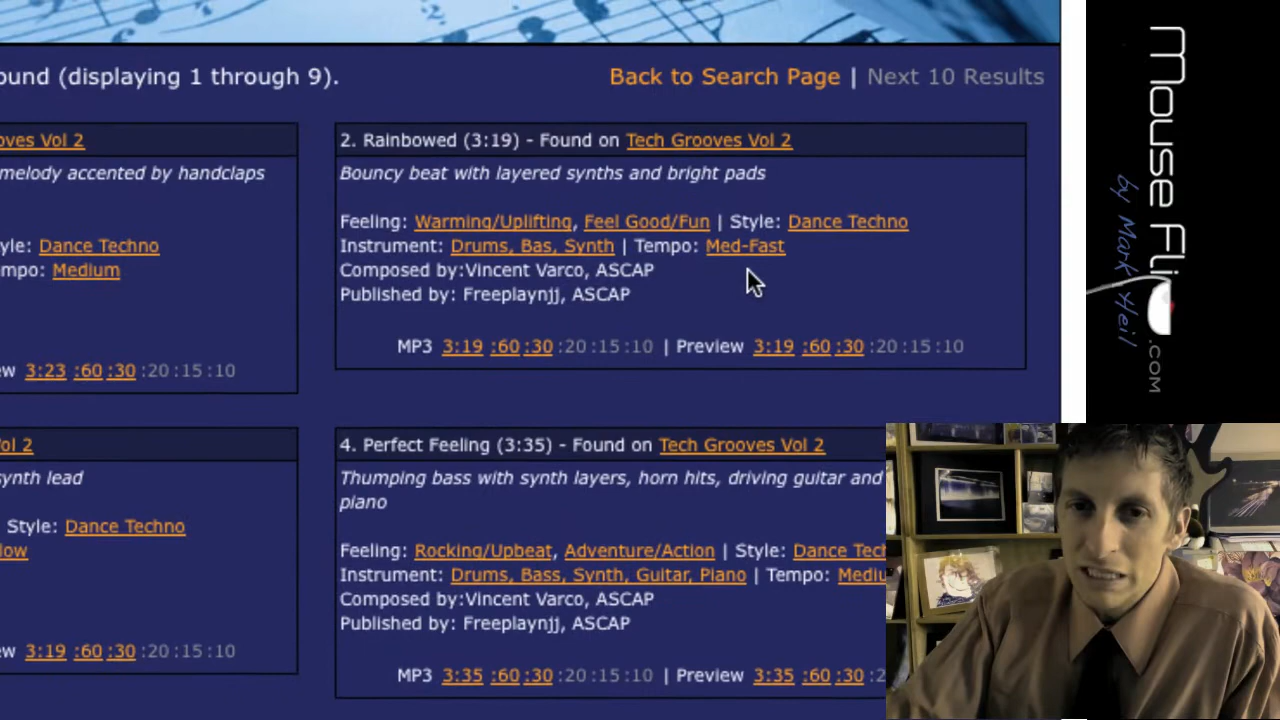 ound (displaying 1 through 9).
Back to Search Page | Next 10 Results
oves Vol 2
melody accented by handclaps
yle: Dance Techno
mpo: Medium
w 3:23 :60 :30 :20 :15 :10
2. Rainbowed (3:19) - Found on Tech Grooves Vol 2
Bouncy beat with layered synths and bright pads
Feeling: Warming/Uplifting, Feel Good/Fun | Style: Dance Techno
Instrument: Drums, Bas, Synth | Tempo: Med-Fast
Composed by:Vincent Varco, ASCAP
Published by: Freeplaynjj, ASCAP
MP3 3:19 :60 :30 :20 :15 :10 | Preview 3:19 :60 :30 :20 :15 :10
ol 2
synth lead
Style: Dance Techno
low
w 3:19 :60 :30 :20 :15 :10
4. Perfect Feeling (3:35) - Found on Tech Grooves Vol 2
Thumping bass with synth layers, horn hits, driving guitar and
piano
Feeling: Rocking/Upbeat, Adventure/Action | Style: Dance Tech
Instrument: Drums, Bass, Synth, Guitar, Piano | Tempo: Mediu
Composed by:Vincent Varco, ASCAP
Published by: Freeplaynjj, ASCAP
MP3 3:35 :60 :30 :20 :15 :10 | Preview 3:35 :60 :30 :2
Mouse Flip
.COM
by Mark Heil